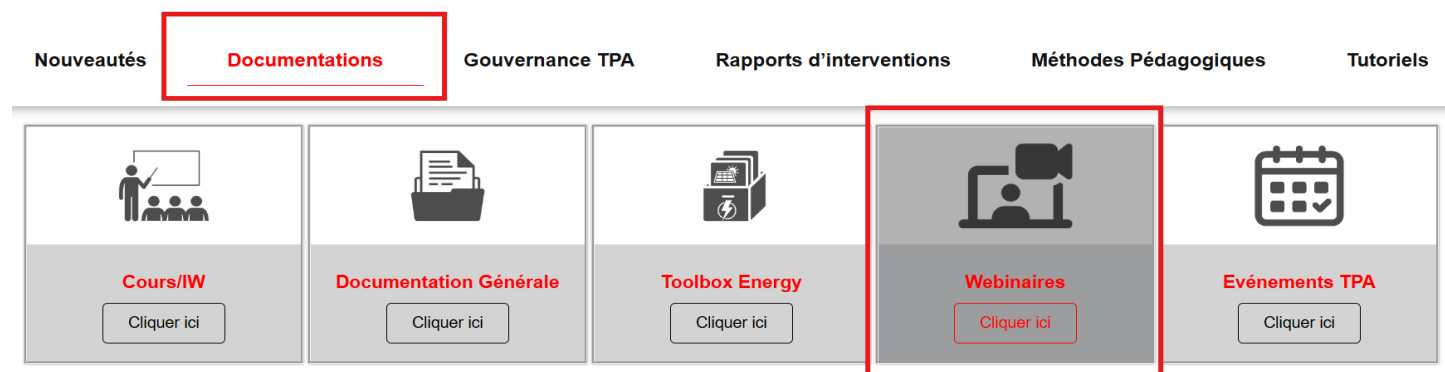 Nouveautés Documentations Gouvernance TPA Rapports d’interventions Méthodes Pédagogiques Tutoriels
Cours/IW Documentation Générale Toolbox Energy Webinaires Evénements TPA
Cliquer ici Cliquer ici Cliquer ici Cliquer ici Cliquer ici